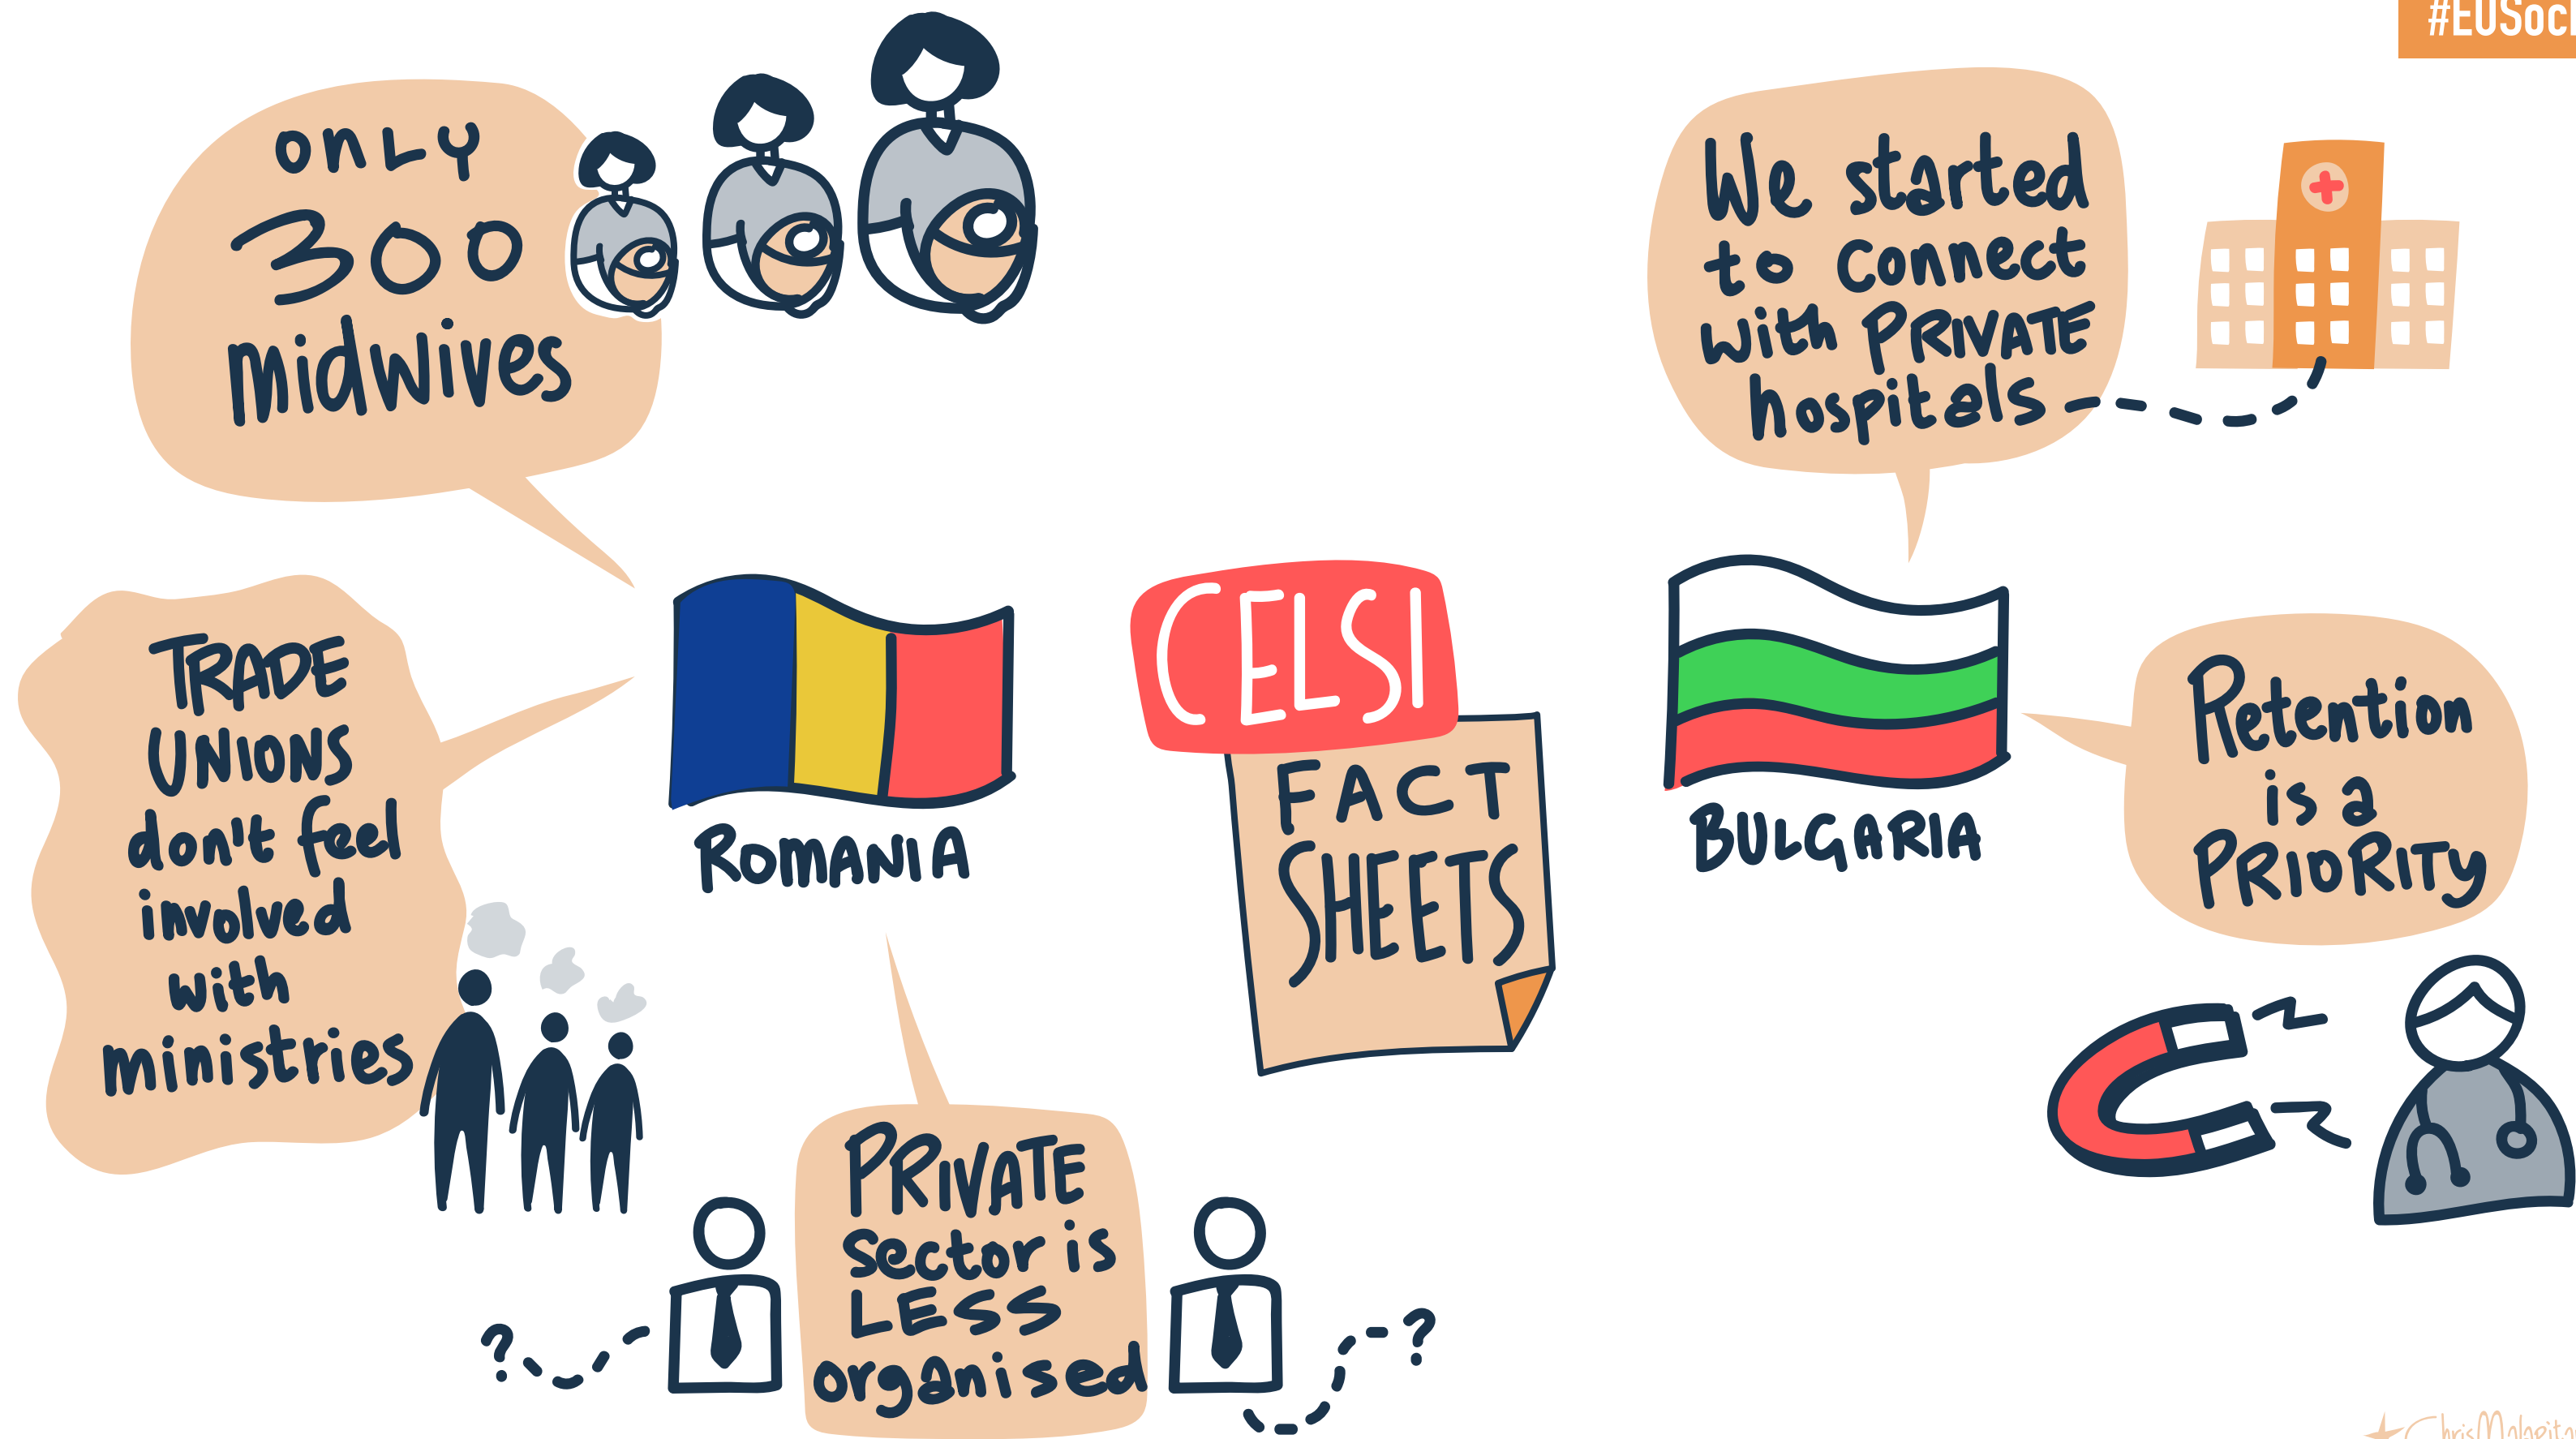 #EUSoci
only
300
midwives
We started
to connect
with PRIVATE
hospitals
TRADE
UNIONS
don't feel
involved
with
ministries
ROMANIA
CELSI
FACT
SHEETS
BULGARIA
Retention
is a
PRIORITY
PRIVATE
sector is
LESS
organised
?
?